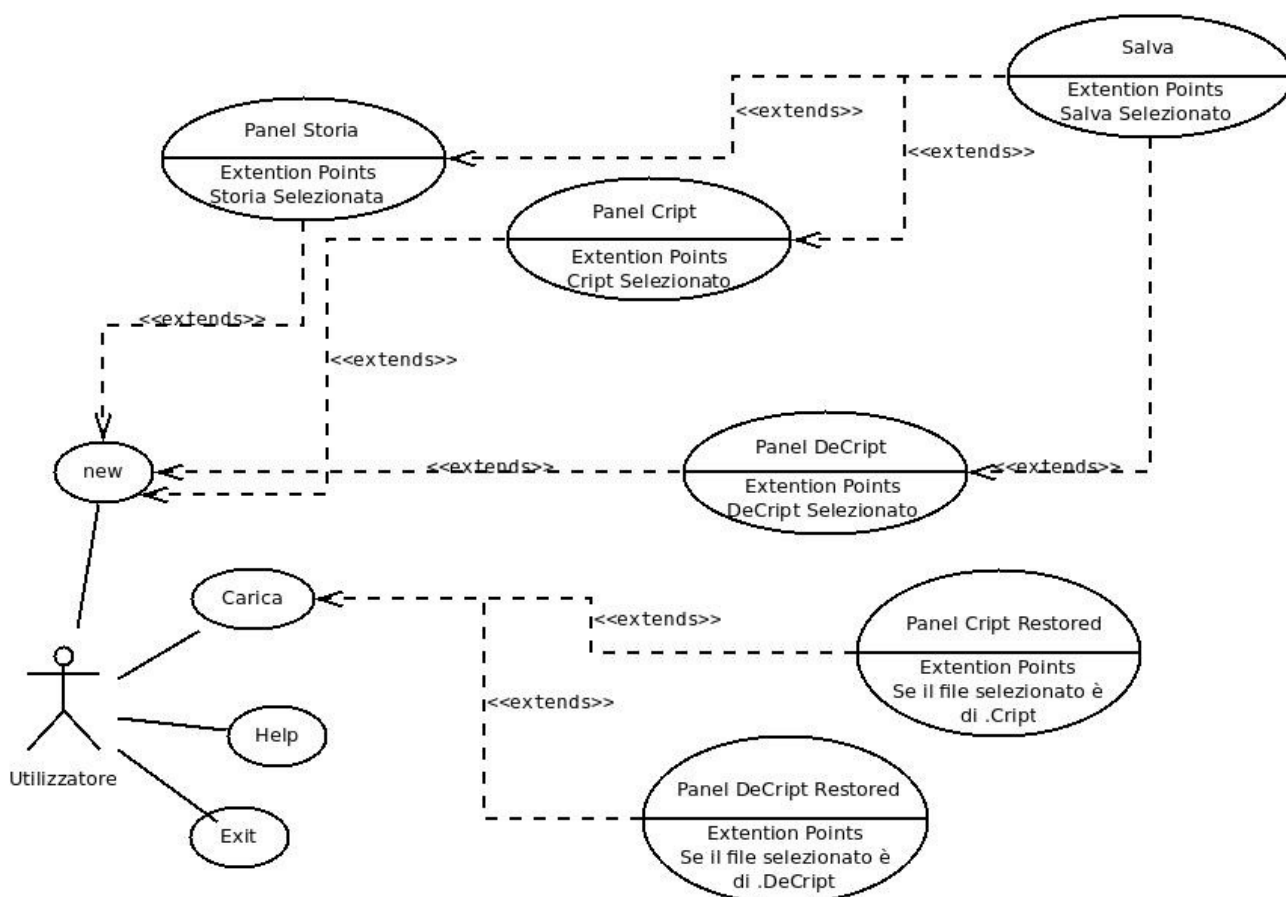 Salva
Extention Points
Salva Selezionato
<<extends>>
Panel Storia
Extention Points
Storia Selezionata
<<extends>>
Panel Cript
Extention Points
Cript Selezionato
<<extends>>
<<extends>>
Panel DeCript
Extention Points
DeCript Selezionato
new
<<extends>>
<<extends>>
Carica
<<extends>>
Panel Cript Restored
Extention Points
Se il file selezionato è
di .Cript
<<extends>>
Help
Utilizzatore
Panel DeCript Restored
Extention Points
Se il file selezionato è
di .DeCript
Exit